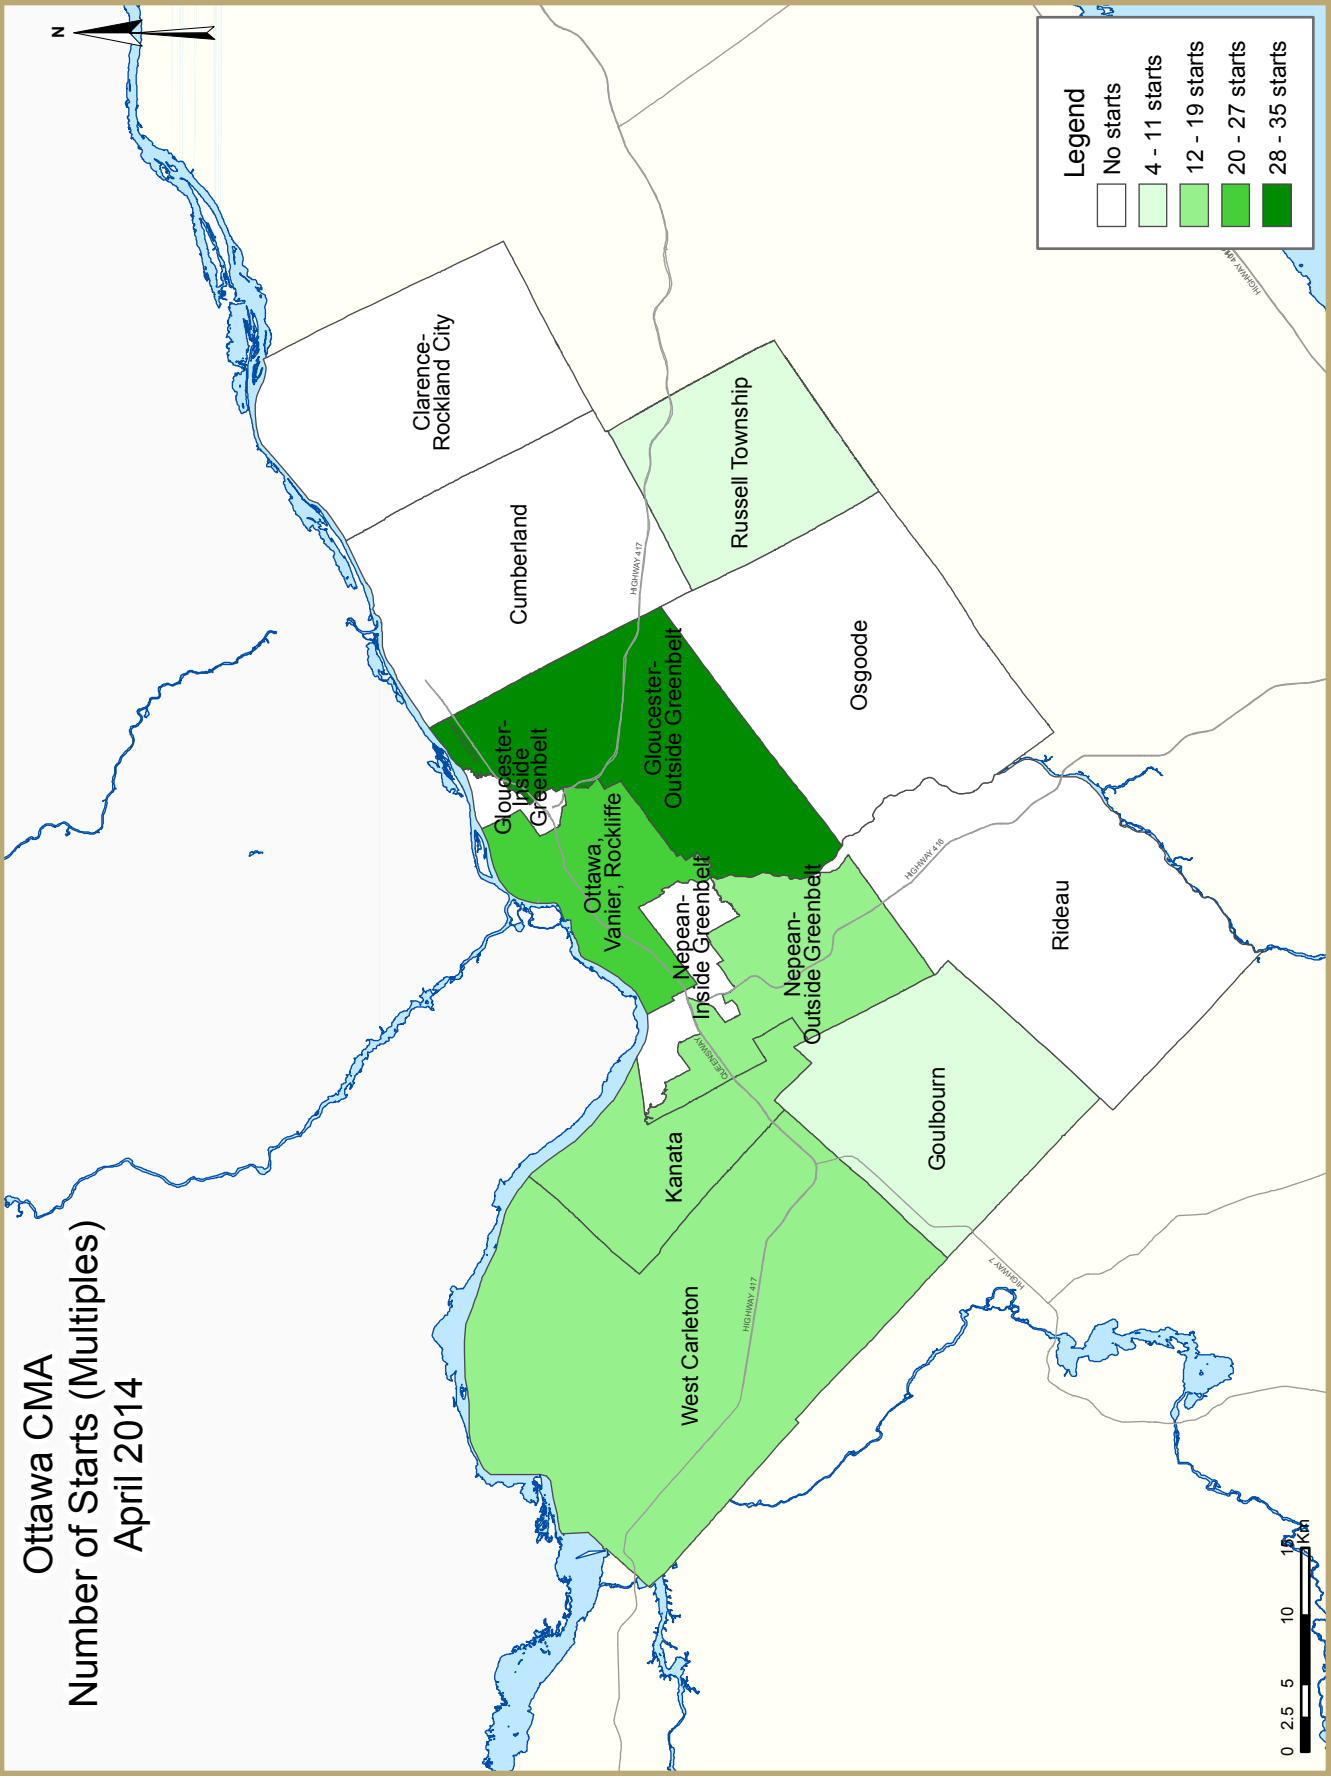 Ottawa CMA
Number of Starts (Multiples)
April 2014
N
Clarence-
Rockland City
Cumberland
HIGHWAY 417
Russell Township
Gloucester-
Inside
Greenbelt
Gloucester-
Outside Greenbelt
Osgoode
Ottawa,
Vanier, Rockliffe
Nepean-
Inside Greenbelt
Nepean-
Outside Greenbelt
HIGHWAY 416
Rideau
QUEENSWAY
Kanata
Goulbourn
West Carleton
HIGHWAY 417
HIGHWAY 7
HIGHWAY 401
Legend
No starts
4 - 11 starts
12 - 19 starts
20 - 27 starts
28 - 35 starts
0 2.5 5 10 15
Km